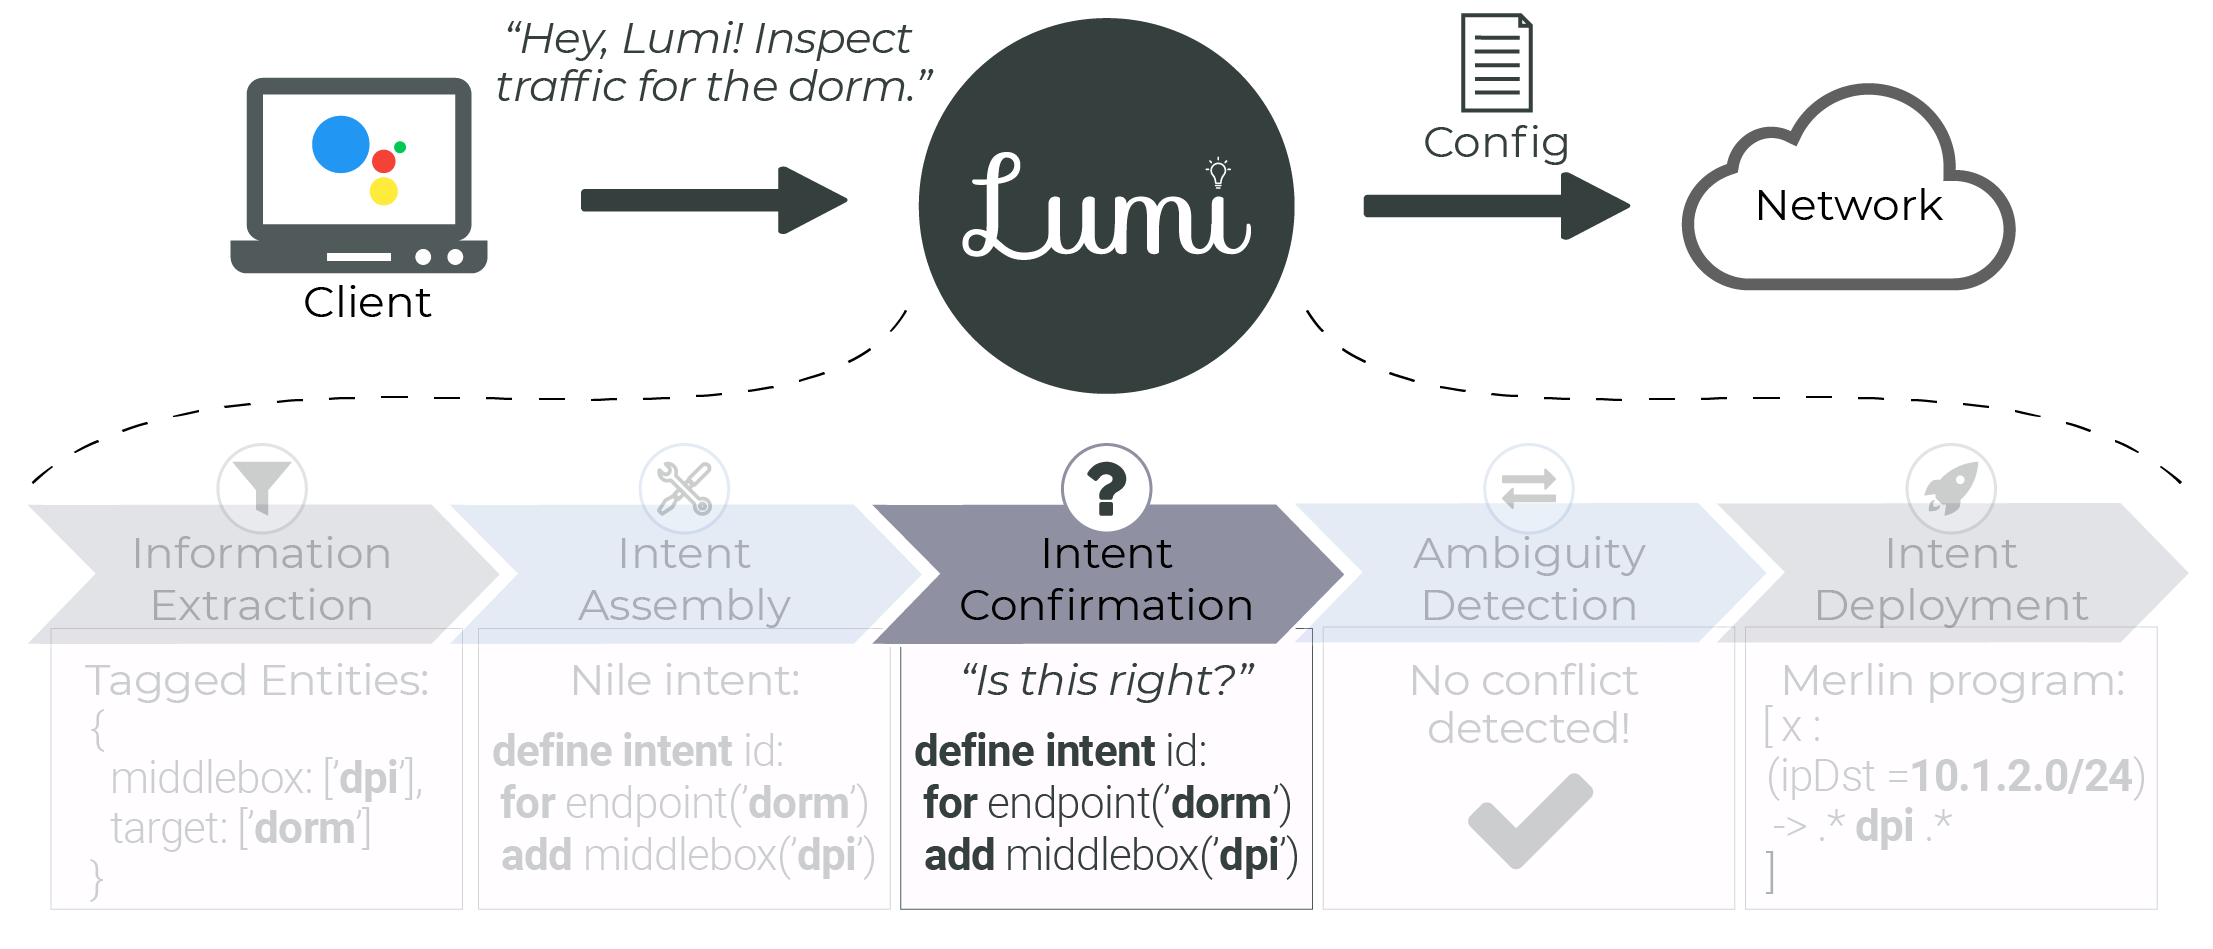 “Hey, Lumi! Inspect
traffic for the dorm.”
Lumi
Config
Network
Client
Information
Extraction
Intent
Assembly
Intent
Confirmation
Ambiguity
Detection
Intent
Deployment
Tagged Entities:
{
middlebox: [’dpi’],
target: [’dorm’]
}
Nile intent:
define intent id:
for endpoint(’dorm’)
add middlebox(’dpi’)
“Is this right?”
define intent id:
for endpoint(’dorm’)
add middlebox(’dpi’)
No conflict
detected!
Merlin program:
[ x :
(ipDst =10.1.2.0/24)
-> .* dpi .*
]